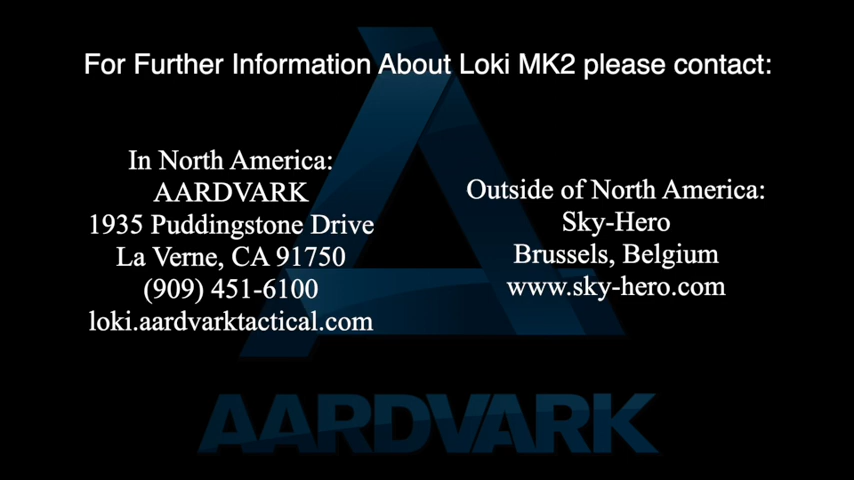 For Further Information About Loki MK2 please contact:
In North America:
AARDVARK
1935 Puddingstone Drive
La Verne, CA 91750
(909) 451-6100
loki.aardvarktactical.com
Outside of North America:
Sky-Hero
Brussels, Belgium
www.sky-hero.com
AARDVARK